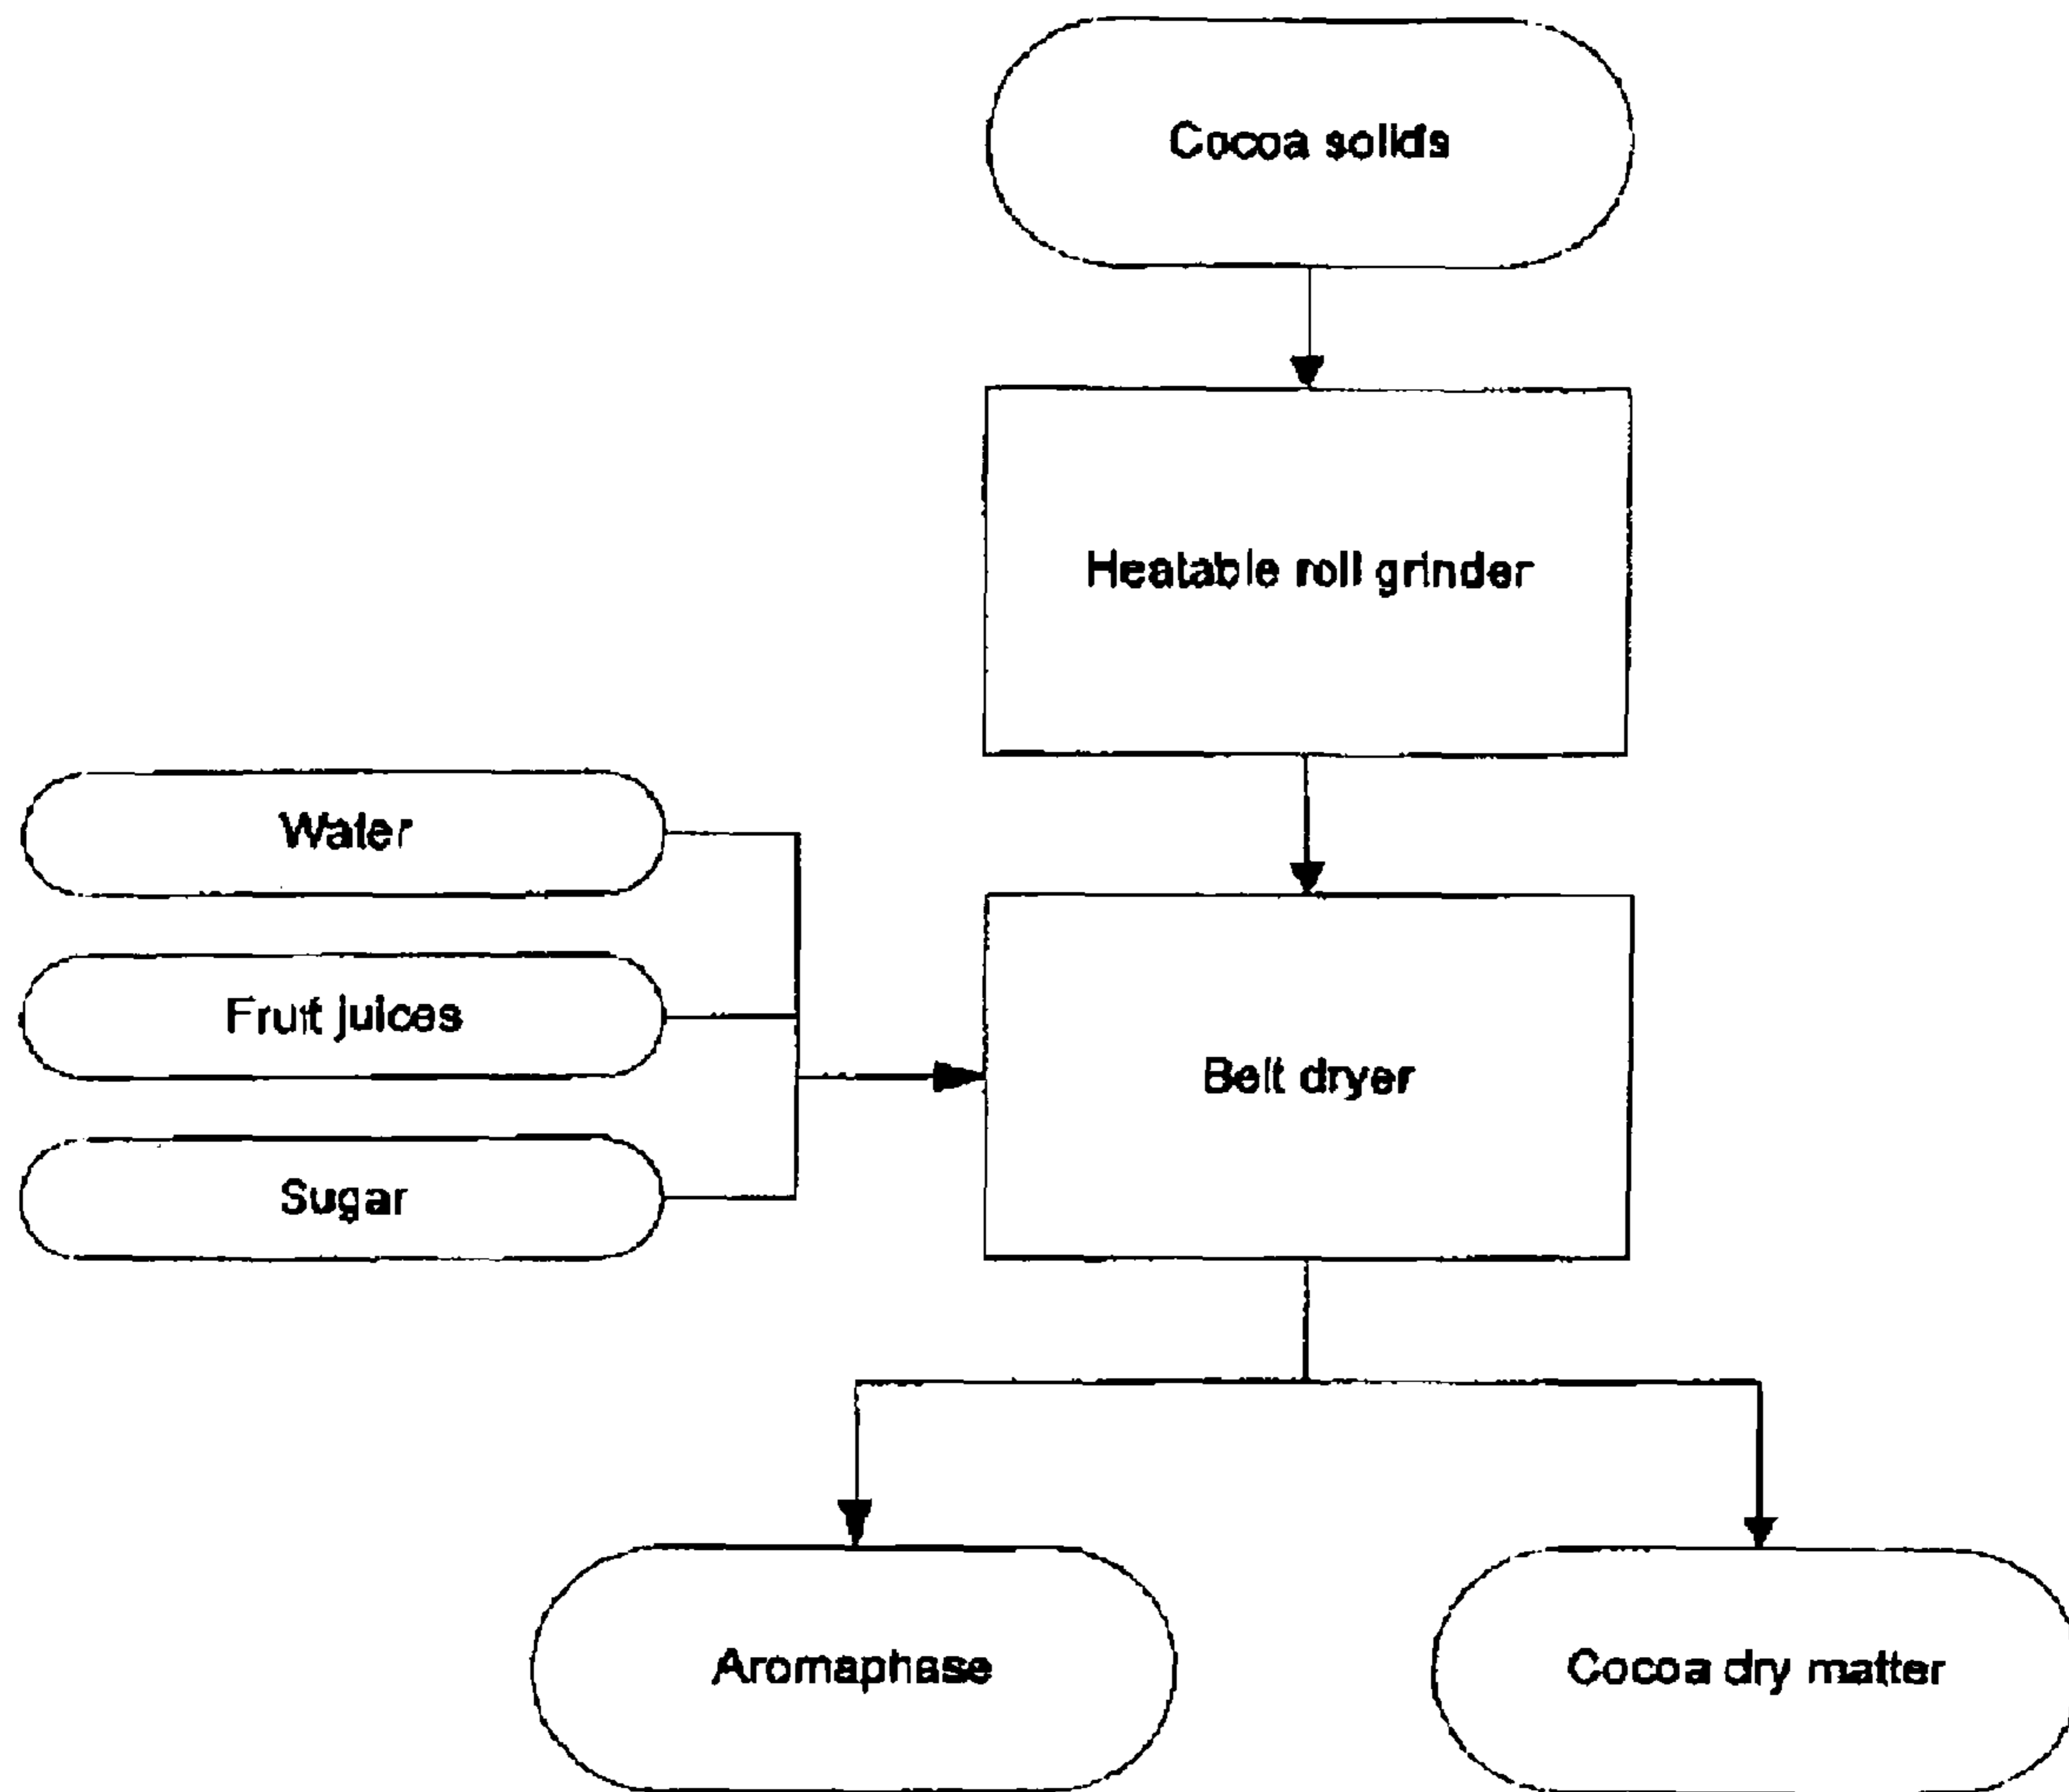 Cocoa solids
Heatable roll grinder
Water
Fruit juices
Sugar
Belt dryer
Aromaphase
Cocoa dry matter